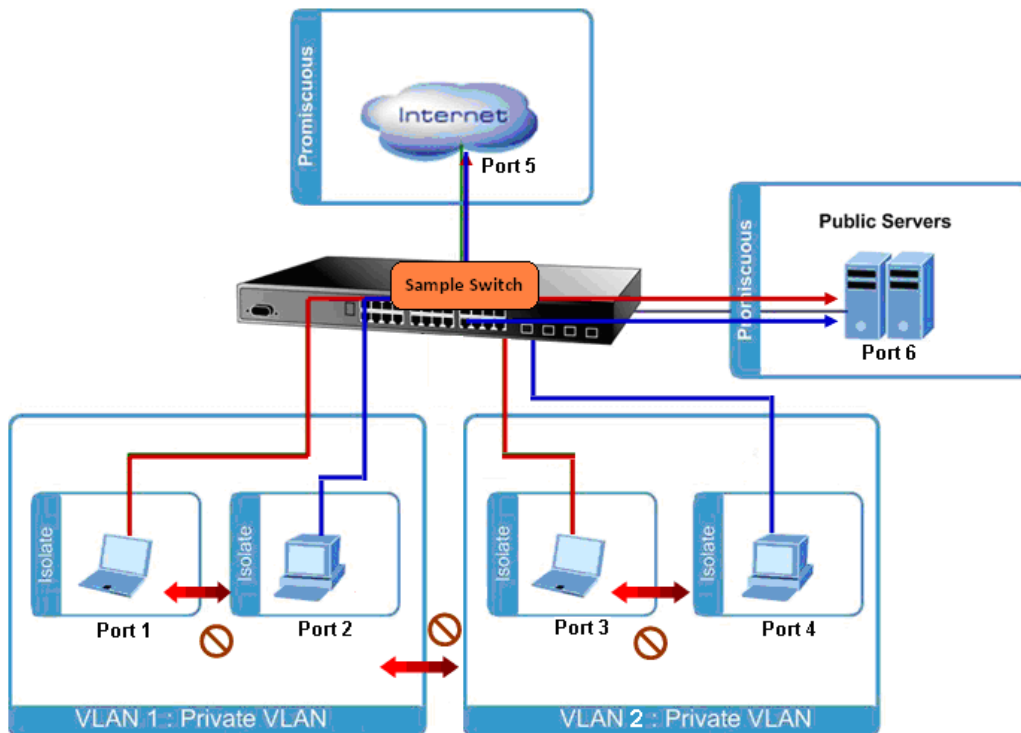 Promiscuous
Internet
Port 5
Promiscuous
Public Servers
Port 6
Sample Switch
Isolate
Port 1
Isolate
Port 2
Isolate
Port 3
Isolate
Port 4
VLAN 1 : Private VLAN
VLAN 2 : Private VLAN